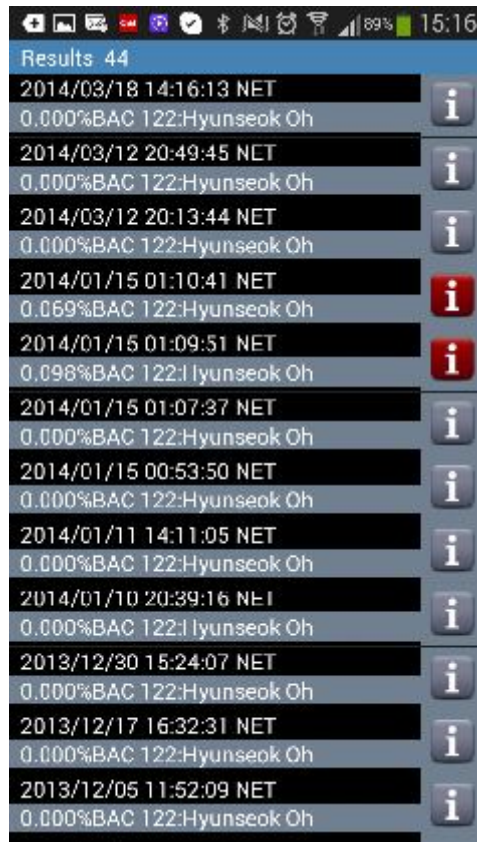 89% 15:16
Results 44
2014/03/18 14:16:13 NET
0.000%BAC 122:Hyunseok Oh
2014/03/12 20:49:45 NET
0.000%BAC 122:Hyunseok Oh
2014/03/12 20:13:44 NET
0.000%BAC 122:Hyunseok Oh
2014/01/15 01:10:41 NET
0.069%BAC 122:Hyunseok Oh
2014/01/15 01:09:51 NET
0.098%BAC 122:Hyunseok Oh
2014/01/15 01:07:37 NET
0.000%BAC 122:Hyunseok Oh
2014/01/15 00:53:50 NET
0.000%BAC 122:Hyunseok Oh
2014/01/11 14:11:05 NET
0.000%BAC 122:Hyunseok Oh
2014/01/10 20:39:16 NET
0.000%BAC 122:Hyunseok Oh
2013/12/30 15:24:07 NET
0.000%BAC 122:Hyunseok Oh
2013/12/17 16:32:31 NET
0.000%BAC 122:Hyunseok Oh
2013/12/05 11:52:09 NET
0.000%BAC 122:Hyunseok Oh